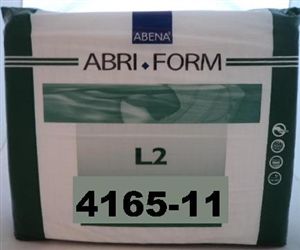 ABENA
ABRI • FORM
L2
4165-11